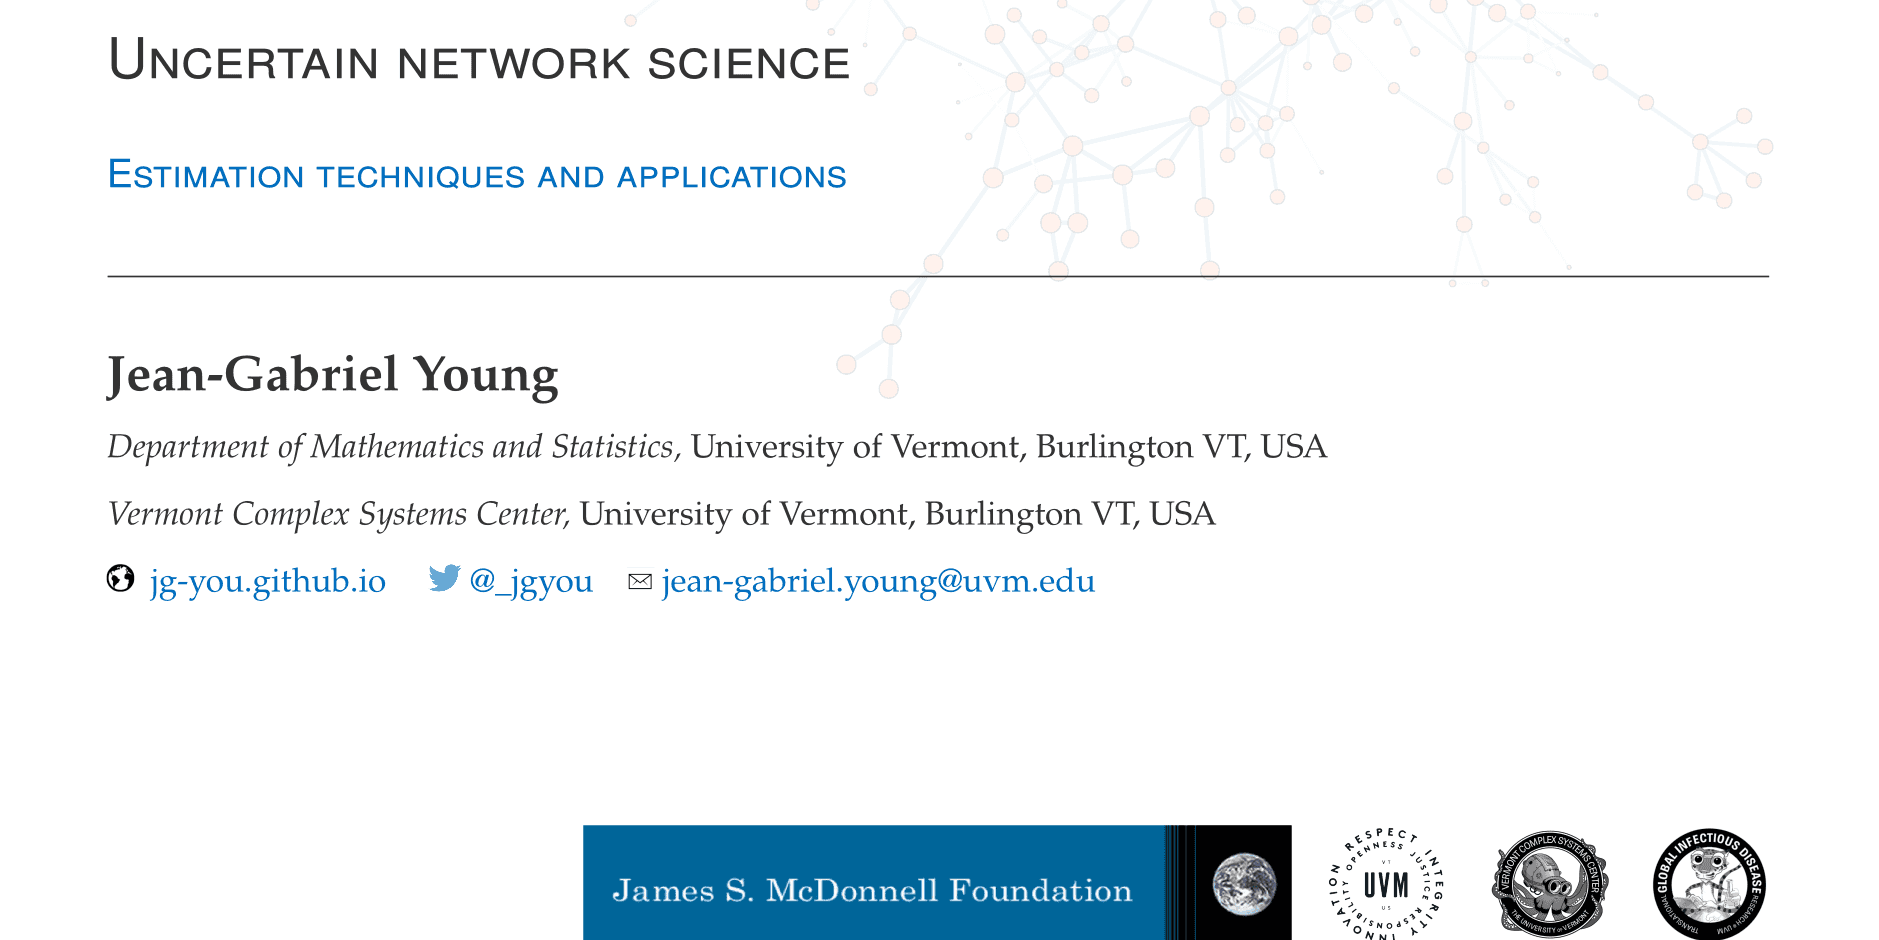 UNCERTAIN NETWORK SCIENCE
ESTIMATION TECHNIQUES AND APPLICATIONS
Jean-Gabriel Young
Department of Mathematics and Statistics, University of Vermont, Burlington VT, USA
Vermont Complex Systems Center, University of Vermont, Burlington VT, USA
jg-you.github.io @_jgyou jean-gabriel.young@uvm.edu
James S. McDonnell Foundation
RESPECT INTEGRITY INNOVATION
OPENNESS JUSTICE RESPONSIBILITY
VT
UVM
US
VERMONT COMPLEX SYSTEMS CENTER
THE UNIVERSITY OF VERMONT
TRANSLATIONAL GLOBAL INFECTIOUS DISEASE RESEARCH
UVM